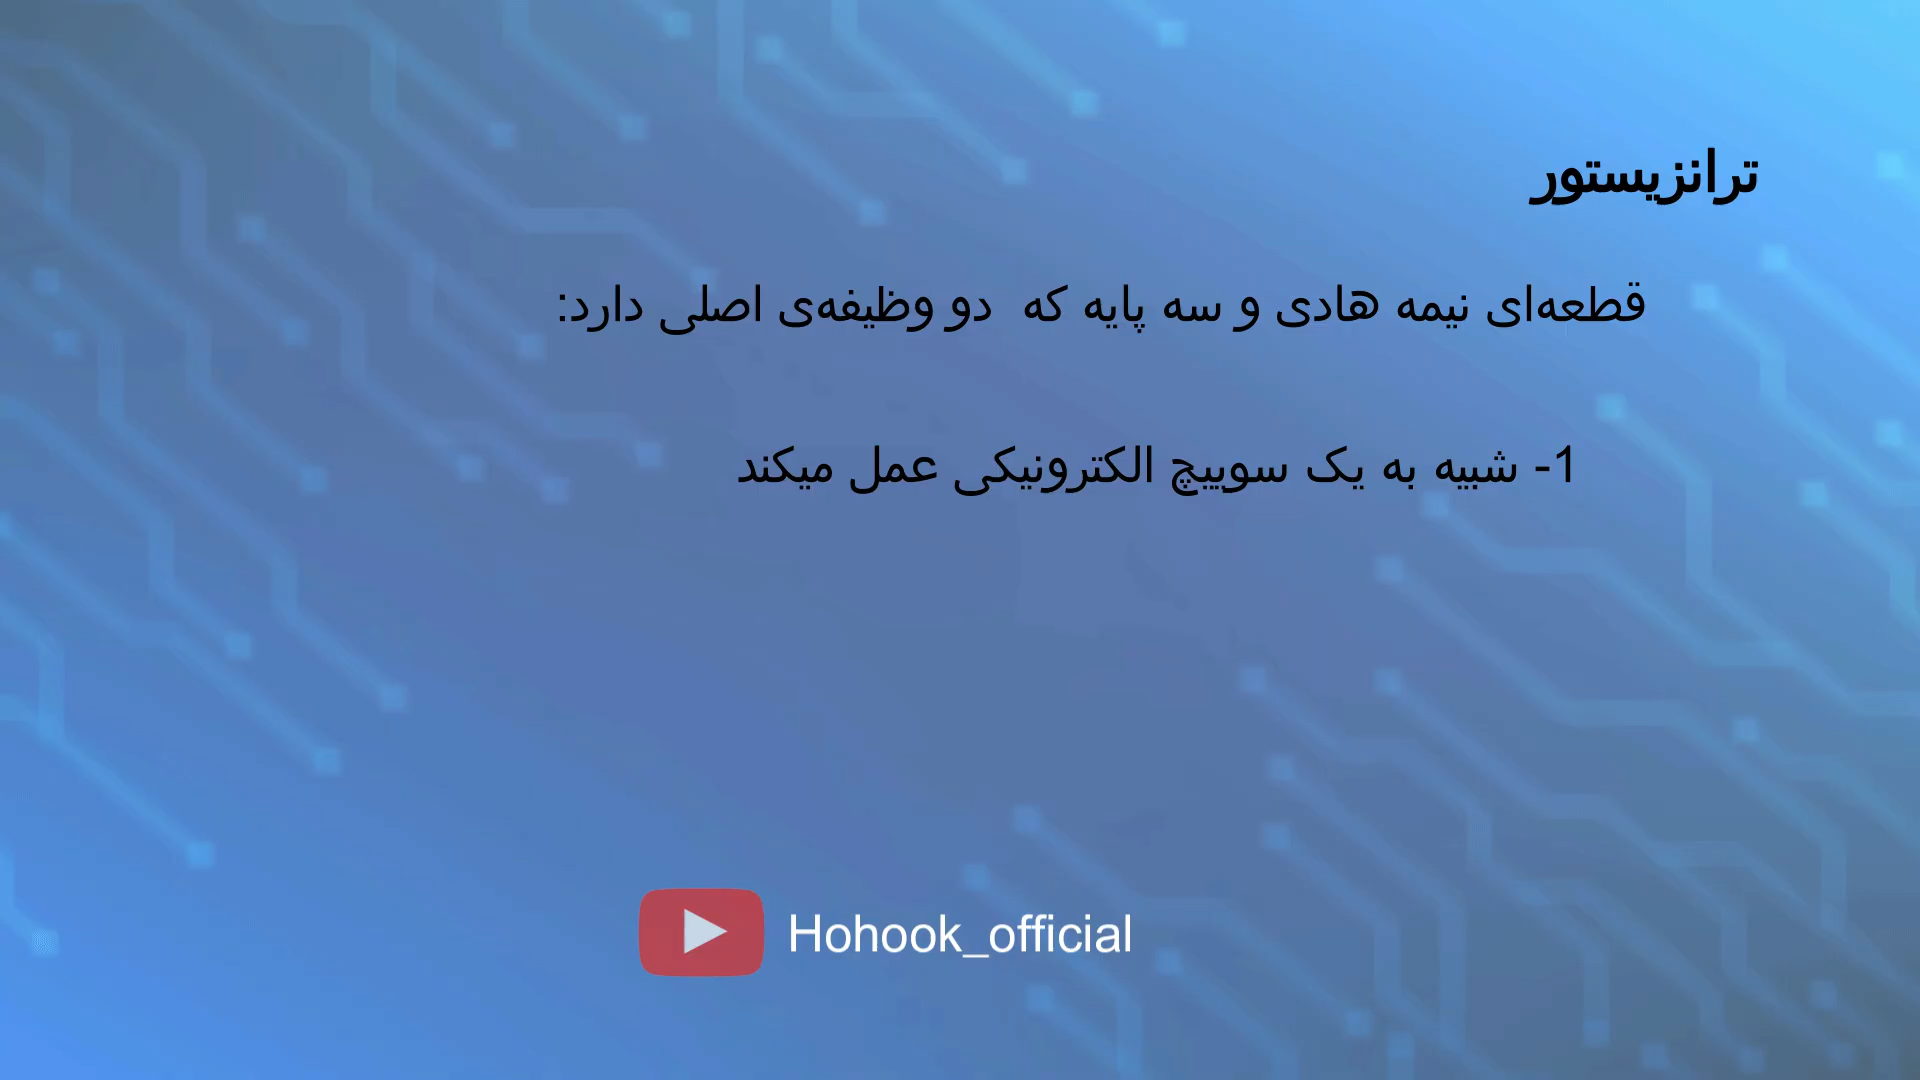 ترانزیستور
قطعه‌ای نیمه هادی و سه پایه که  دو وظیفه‌ی اصلی دارد:
1- شبیه به یک سوییچ الکترونیکی عمل میکند
Hohook_official